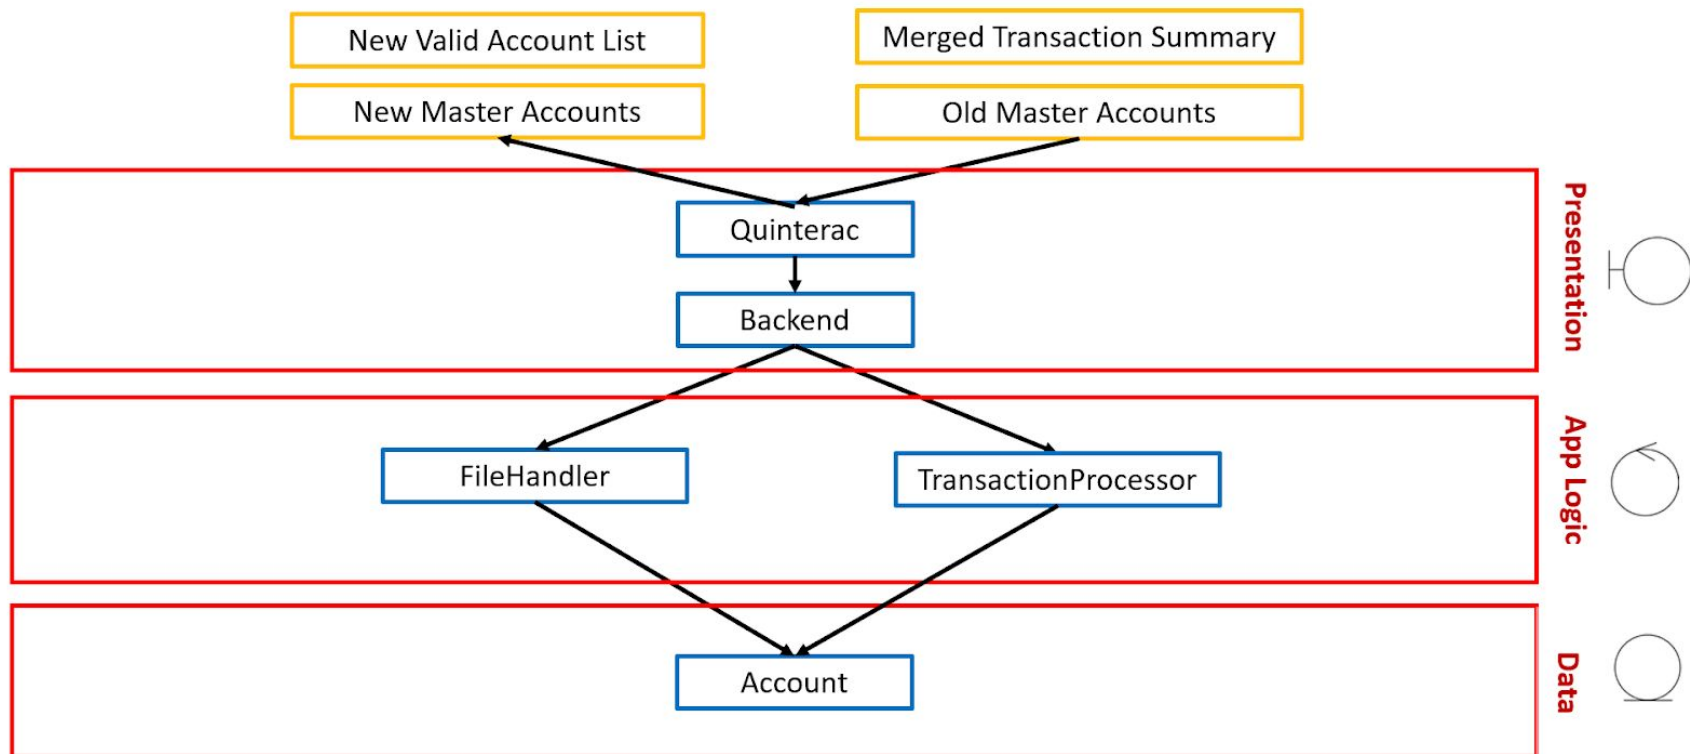 New Valid Account List
Merged Transaction Summary
New Master Accounts
Old Master Accounts
Quinterac
Backend
Presentation
FileHandler
TransactionProcessor
App Logic
Account
Data